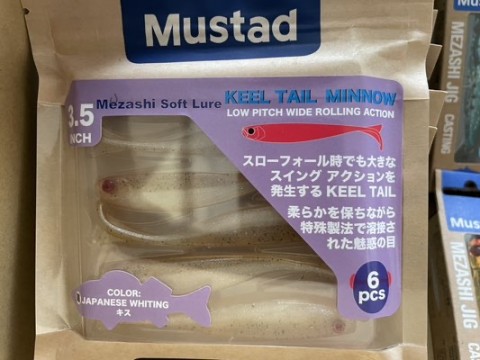 Mustad
3.5
INCH
Mezashi Soft Lure KEEL TAIL MINNOW
LOW PITCH WIDE ROLLING ACTION
スローフォール時でも大きな
スイング アクションを
発生する KEEL TAIL
柔らかを保ちながら
特殊製法で溶接さ
れた魅惑の目
6
pcs
COLOR:
JAPANESE WHITING
キス
MEZASHI JIG
CASTING
Must
MEZASHI JIG